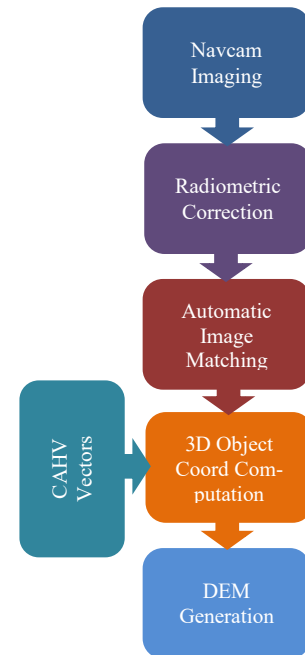 Navcam
Imaging
Radiometric
Correction
Automatic
Image
Matching
CAHV
Vectors
3D Object
Coord Com-
putation
DEM
Generation